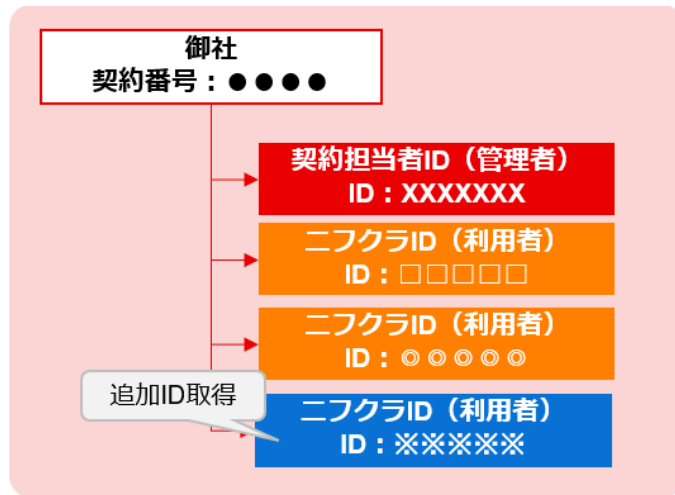 御社
契約番号：●●●●
契約担当者ID（管理者）
ID：XXXXXXX
ニフクラID（利用者）
ID：□□□□□
ニフクラID（利用者）
ID：◎◎◎◎◎
追加ID取得
ニフクラID（利用者）
ID：※※※※※